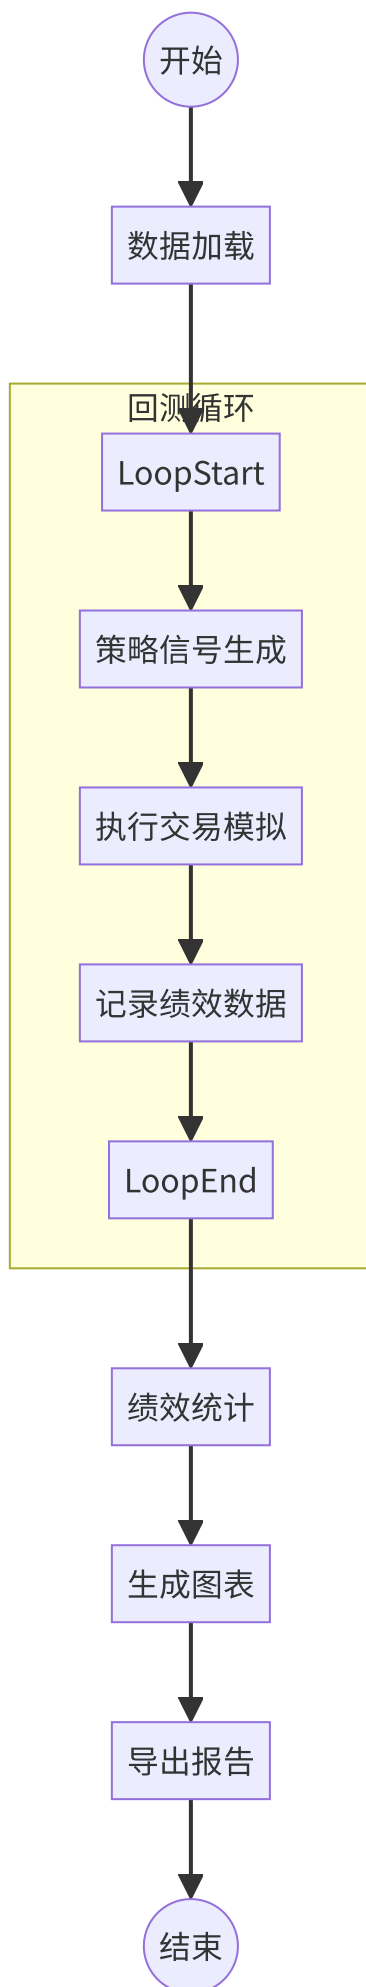 开始
数据加载
回测循环
LoopStart
策略信号生成
执行交易模拟
记录绩效数据
LoopEnd
绩效统计
生成图表
导出报告
结束